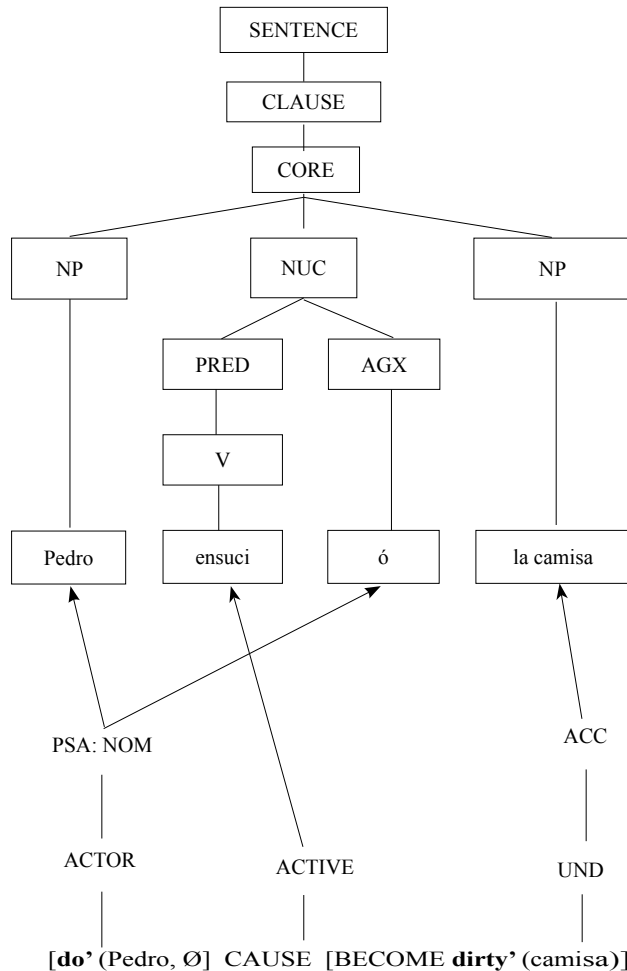 SENTENCE
CLAUSE
CORE
NP NUC NP
PRED AGX
V
Pedro ensuci ó la camisa
PSA: NOM ACC
ACTOR ACTIVE UND
[do’ (Pedro, Ø] CAUSE [BECOME dirty’ (camisa)]